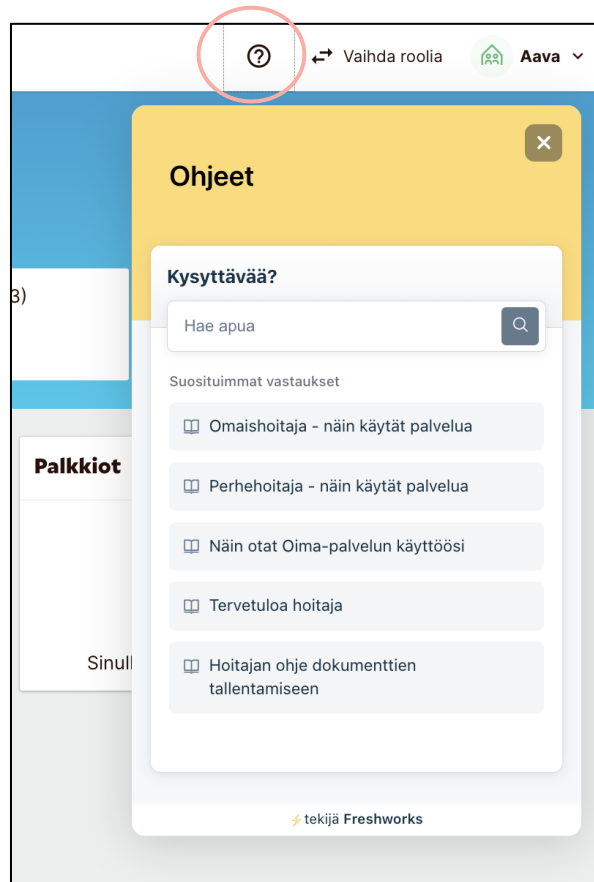 Vaihda roolia
Aava
Ohjeet
Kysyttävää?
Hae apua
Suosituimmat vastaukset
Omaishoitaja - näin käytät palvelua
Perhehoitaja - näin käytät palvelua
Näin otat Oima-palvelun käyttöösi
Tervetuloa hoitaja
Hoitajan ohje dokumenttien
tallentamiseen
tekijä Freshworks
3)
Palkkiot
Sinull